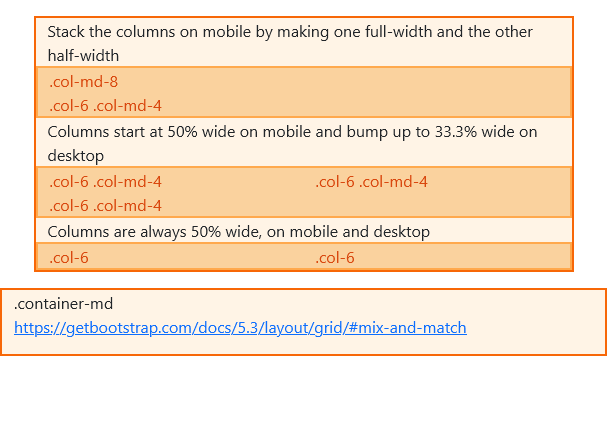 Stack the columns on mobile by making one full-width and the other
half-width
.col-md-8
.col-6 .col-md-4
Columns start at 50% wide on mobile and bump up to 33.3% wide on
desktop
.col-6 .col-md-4 .col-6 .col-md-4
.col-6 .col-md-4
Columns are always 50% wide, on mobile and desktop
.col-6 .col-6
.container-md
https://getbootstrap.com/docs/5.3/layout/grid/#mix-and-match